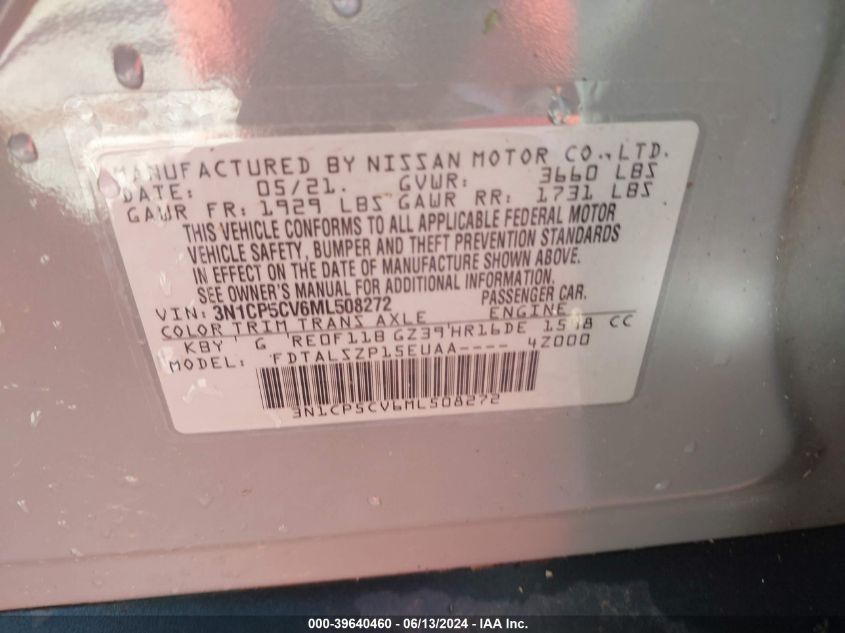 MANUFACTURED BY NISSAN MOTOR CO., LTD.
DATE: 05/21. GVWR: 3660 LBS
GAWR FR: 1929 LBS GAWR RR: 1731 LBS
THIS VEHICLE CONFORMS TO ALL APPLICABLE FEDERAL MOTOR
VEHICLE SAFETY, BUMPER AND THEFT PREVENTION STANDARDS
IN EFFECT ON THE DATE OF MANUFACTURE SHOWN ABOVE.
SEE OWNER'S MANUAL FOR ADDITIONAL INFORMATION.
VIN: 3N1CP5CV6ML508272 PASSENGER CAR.
COLOR TRIM TRANS AXLE ENGINE
KBY G RE0F11B GZ39 HR16DE 1598 CC
MODEL: FDTALSZP15EUAA---- 4Z000
3N1CP5CV6ML508272
000-39640460 - 06/13/2024 - IAAI Inc.